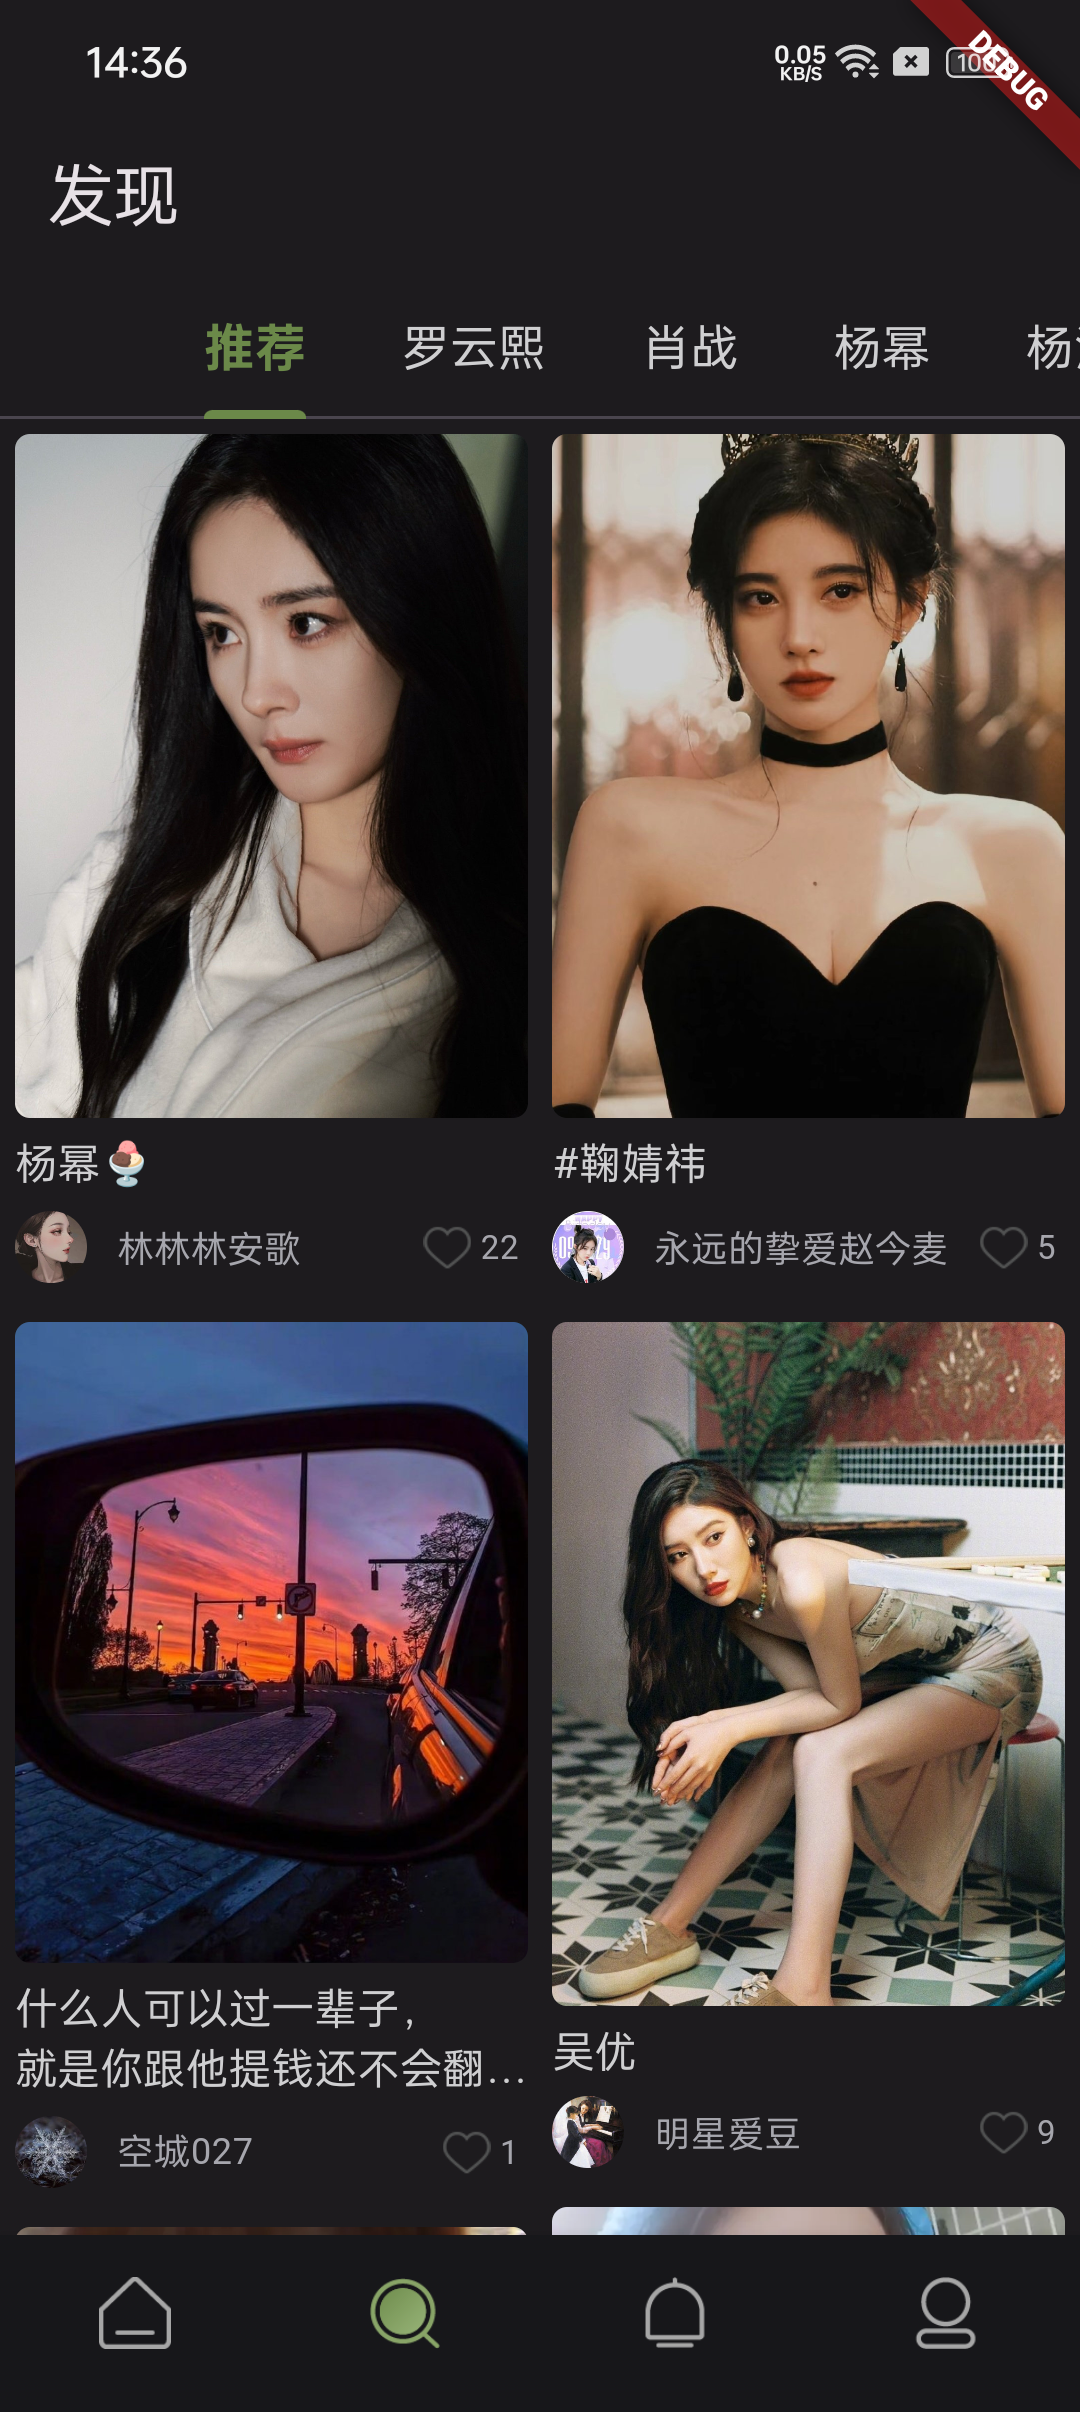 14:36
0.05
KB/S
DEBUG
发现
推荐
罗云熙
肖战
杨幂
杨幂🍨
林林林安歌
22
#鞠婧祎
永远的挚爱赵今麦
5
什么人可以过一辈子，
就是你跟他提钱还不会翻...
空城027
1
吴优
明星爱豆
9